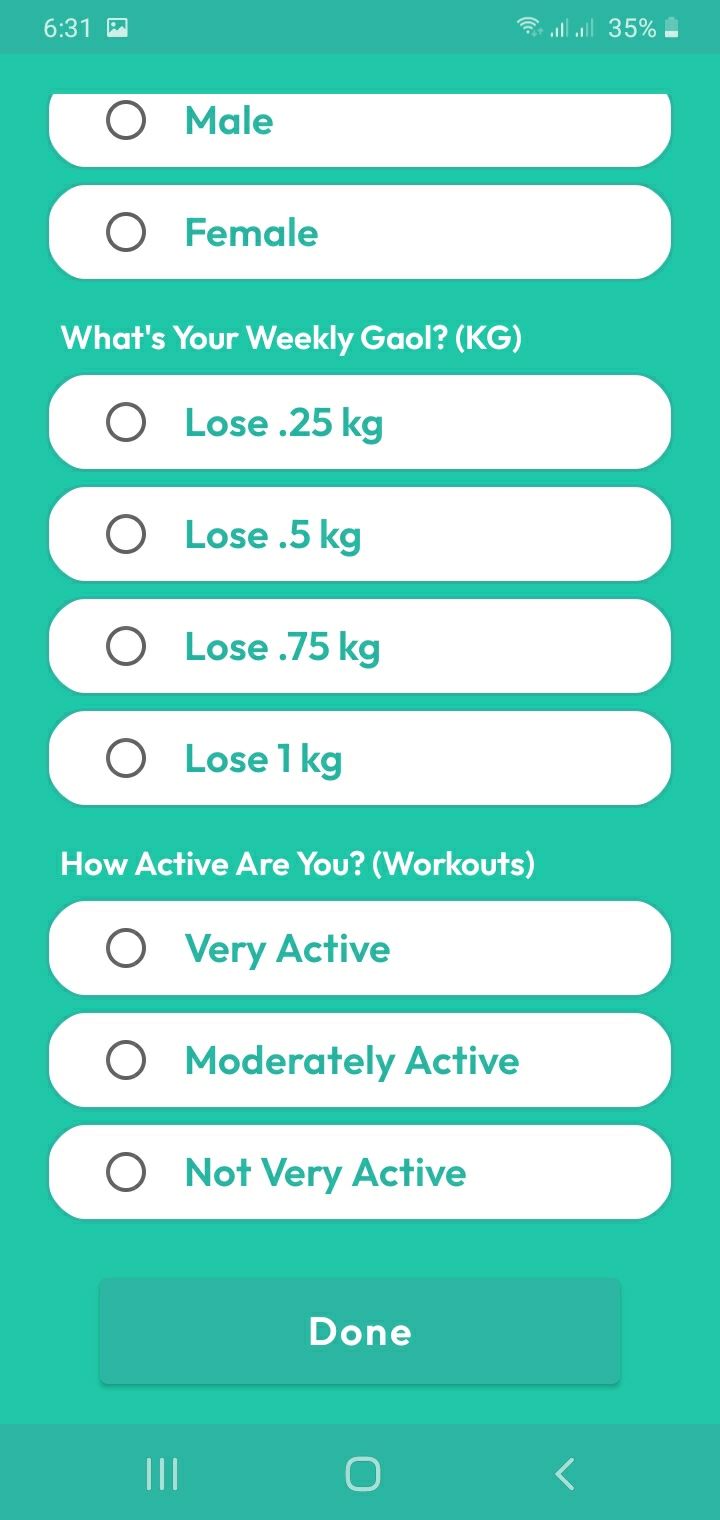 6:31 35%
Male
Female
What's Your Weekly Gaol? (KG)
Lose .25 kg
Lose .5 kg
Lose .75 kg
Lose 1 kg
How Active Are You? (Workouts)
Very Active
Moderately Active
Not Very Active
Done